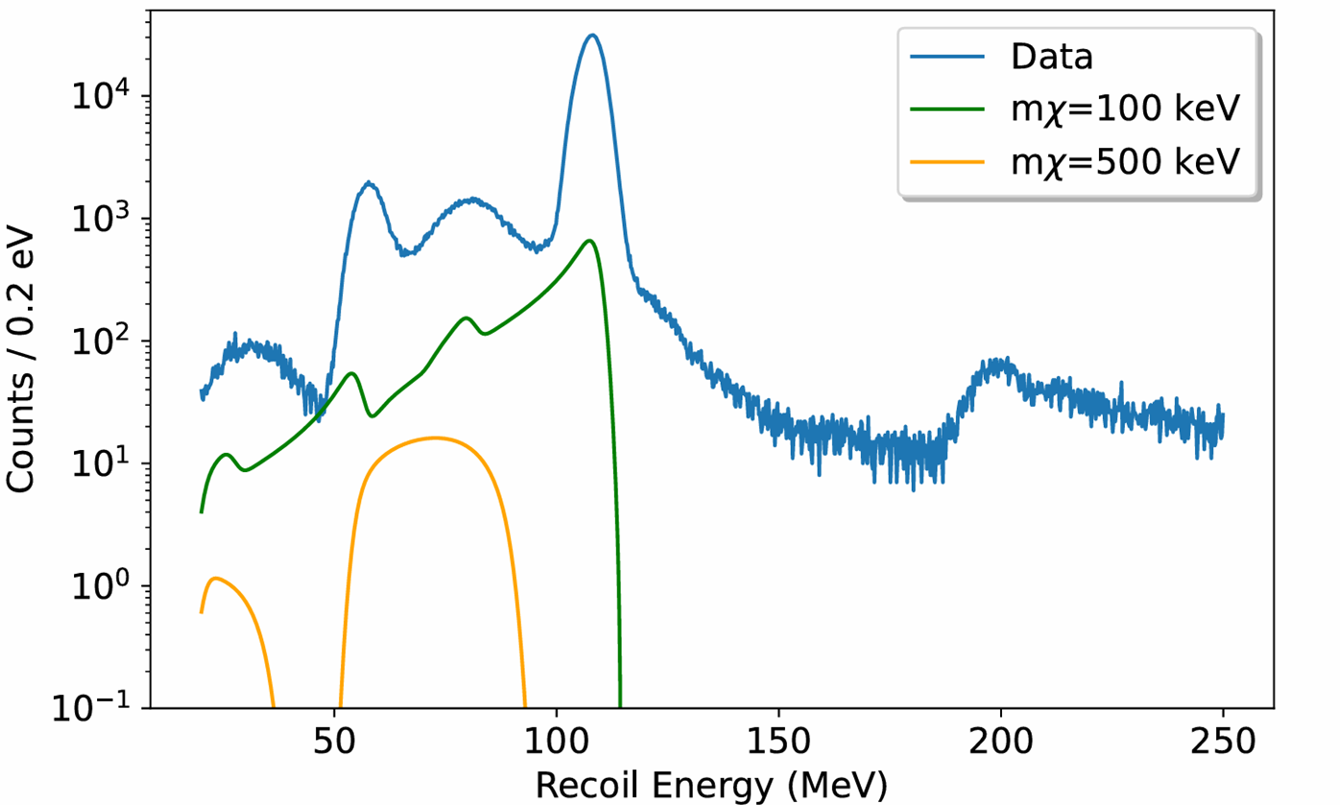 Data
mχ=100 keV
mχ=500 keV
Counts / 0.2 eV
10⁴
10³
10²
10¹
10⁰
10⁻¹
50 100 150 200 250
Recoil Energy (MeV)